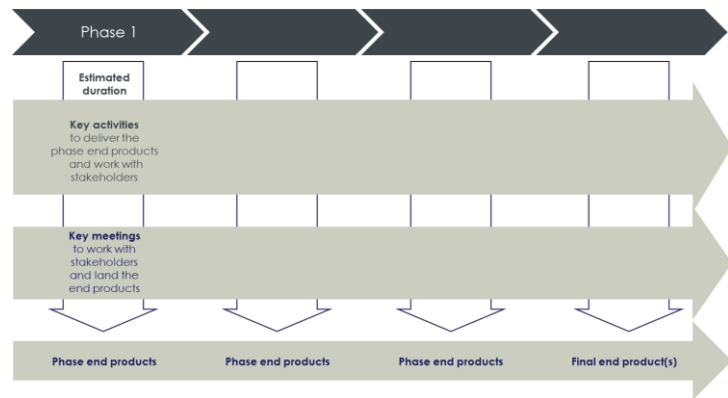 Phase 1
Estimated
duration
Key activities
to deliver the
phase end products
and work with
stakeholders
Key meetings
to work with
stakeholders
and land the
end products
Phase end products
Phase end products
Phase end products
Final end product(s)